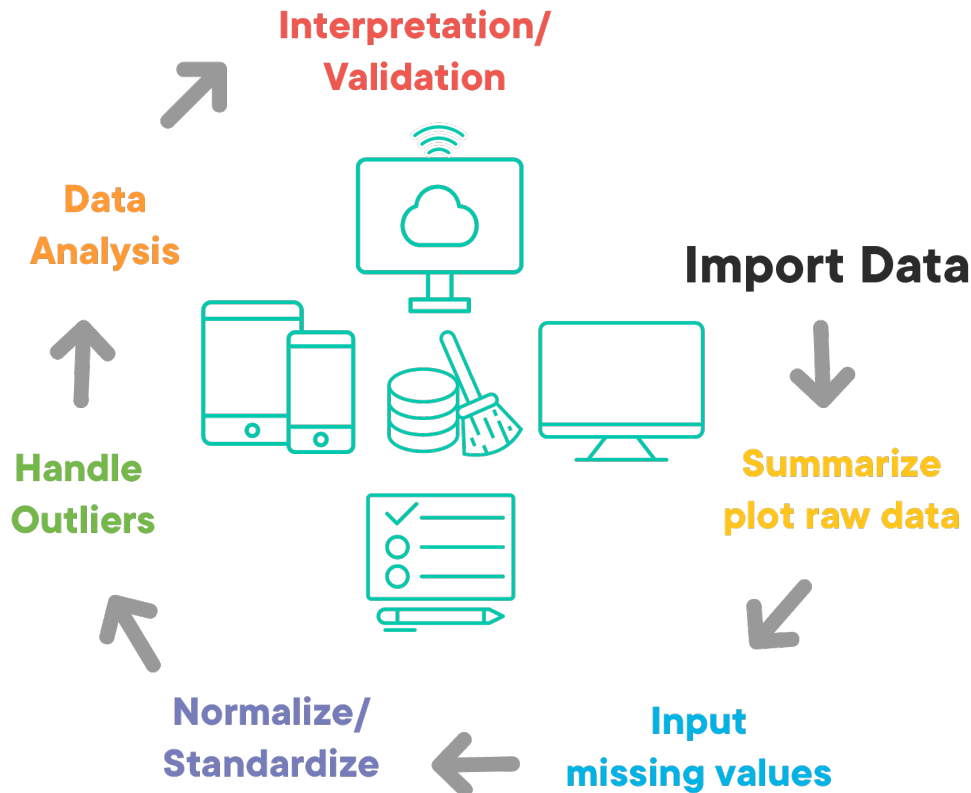 Interpretation/
Validation
Data
Analysis
Import Data
Handle
Outliers
Summarize
plot raw data
Normalize/
Standardize
Input
missing values